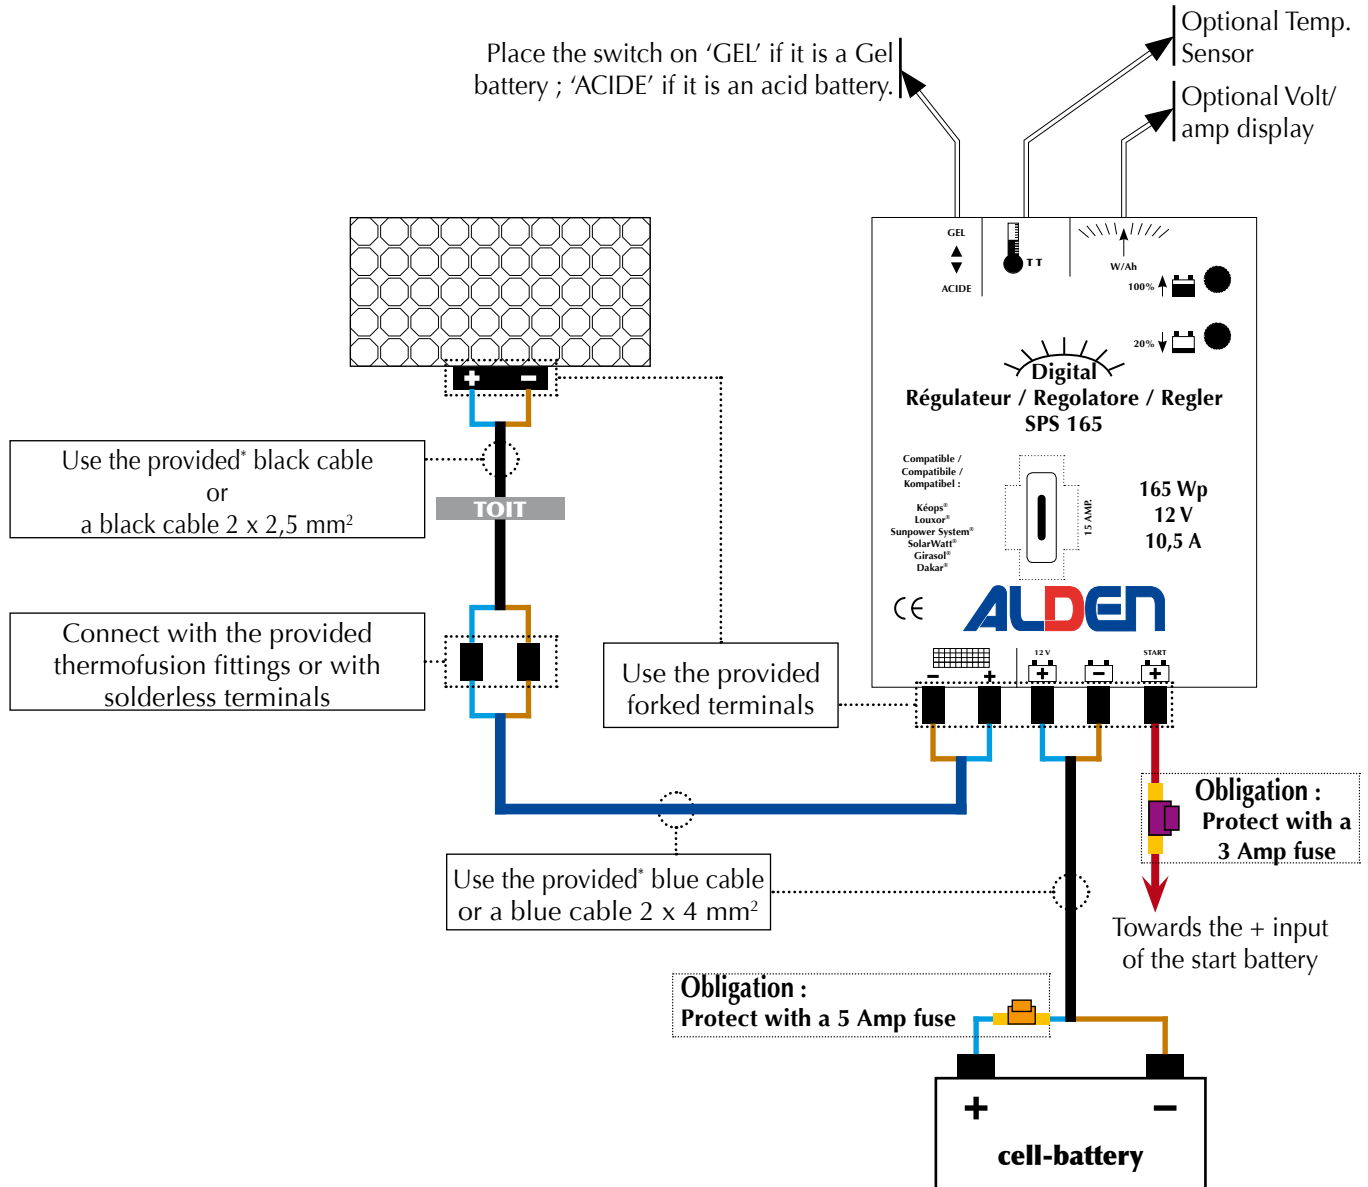 Place the switch on ‘GEL’ if it is a Gel
battery ; ‘ACIDE’ if it is an acid battery.
Optional Temp.
Sensor
Optional Volt/
amp display
GEL
ACIDE
T T
W/Ah
100%
20%
Digital
Régulateur / Regolatore / Regler
SPS 165
Compatible /
Compatibile /
Kompatibel :
Kéops®
Louxor®
Sunpower System®
SolarWatt®
Girasol®
Dakar®
15 AMP.
165 Wp
12 V
10,5 A
CE
ALDEN
+ −
Use the provided* black cable
or
a black cable 2 x 2,5 mm²
TOIT
Connect with the provided
thermofusion fittings or with
solderless terminals
Use the provided
forked terminals
12 V
START
− + + − +
Obligation :
Protect with a
3 Amp fuse
Use the provided* blue cable
or a blue cable 2 x 4 mm²
Towards the + input
of the start battery
Obligation :
Protect with a 5 Amp fuse
+ −
cell-battery